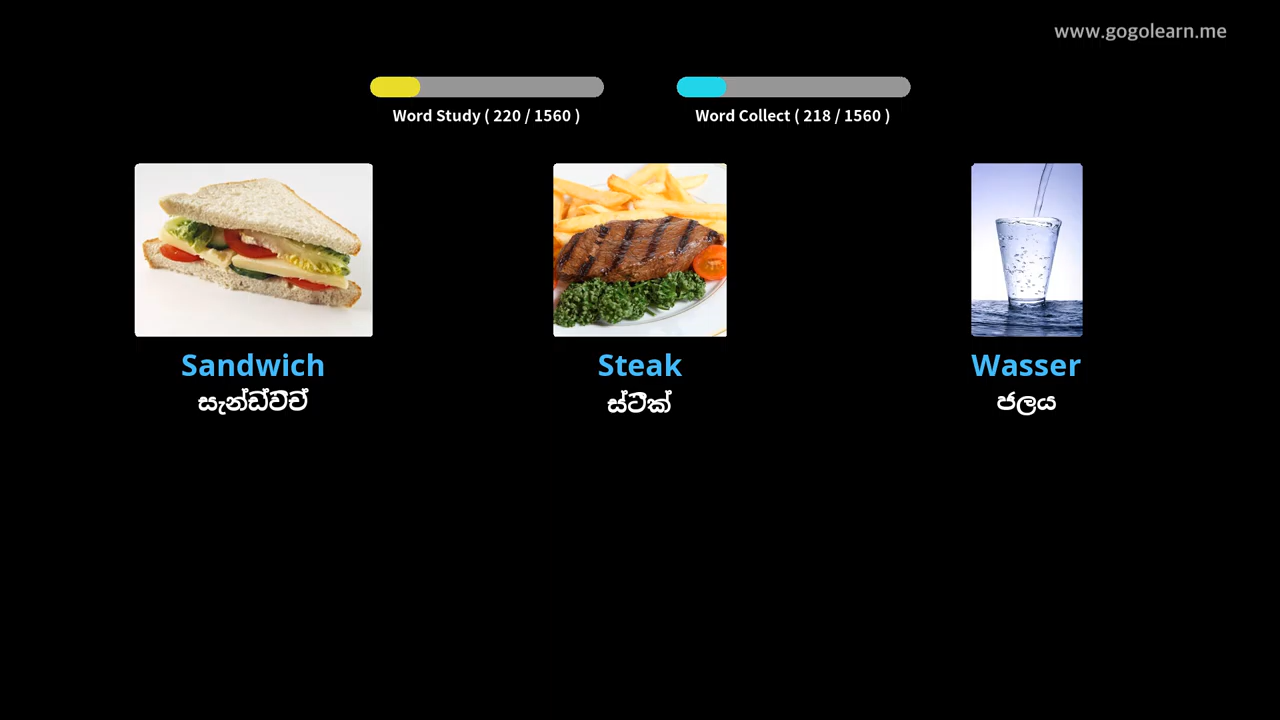 www.gogolearn.me
Word Study ( 220 / 1560 )
Word Collect ( 218 / 1560 )
Sandwich
Steak
Wasser
සැන්ඩ්විච්
ස්ටීක්
ජලය